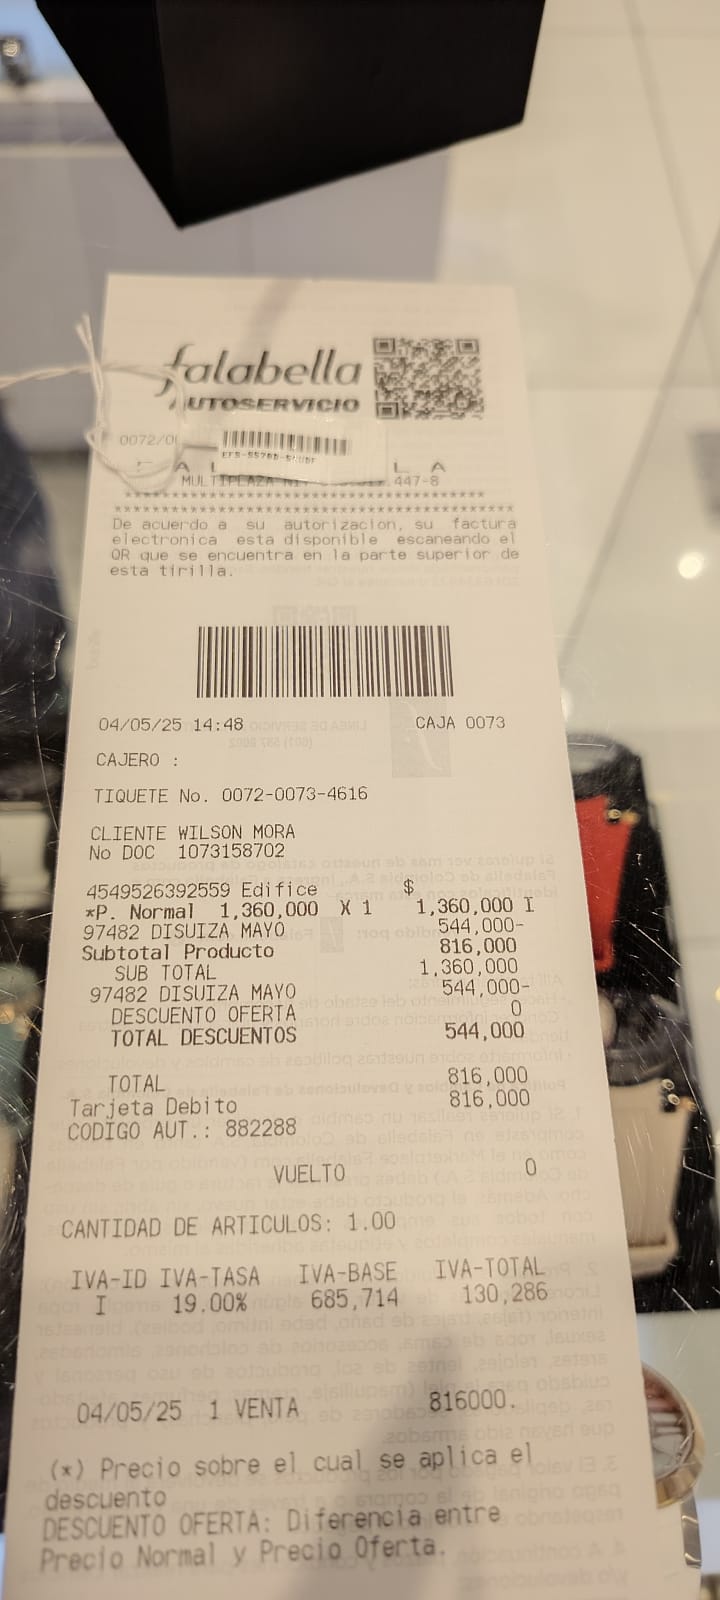 falabella
AUTOSERVICIO
0072/0
A L L A
MULTIPLAZA 447-8
*****************************************
*********************************************
De acuerdo a su autorizacion, su factura
electronica esta disponible escaneando el
QR que se encuentra en la parte superior de
esta tirilla.
04/05/25 14:48 CAJA 0073
CAJERO :
TIQUETE No. 0072-0073-4616
CLIENTE WILSON MORA
No DOC 1073158702
4549526392559 Edifice $
*P. Normal 1,360,000 X 1 1,360,000 I
97482 DISUIZA MAYO 544,000-
Subtotal Producto 816,000
SUB TOTAL 1,360,000
97482 DISUIZA MAYO 544,000-
DESCUENTO OFERTA 0
TOTAL DESCUENTOS 544,000
TOTAL 816,000
Tarjeta Debito 816,000
CODIGO AUT.: 882288
VUELTO 0
CANTIDAD DE ARTICULOS: 1.00
IVA-ID IVA-TASA IVA-BASE IVA-TOTAL
I 19.00% 685,714 130,286
04/05/25 1 VENTA 816000.
(*) Precio sobre el cual se aplica el
descuento
DESCUENTO OFERTA: Diferencia entre
Precio Normal y Precio Oferta.